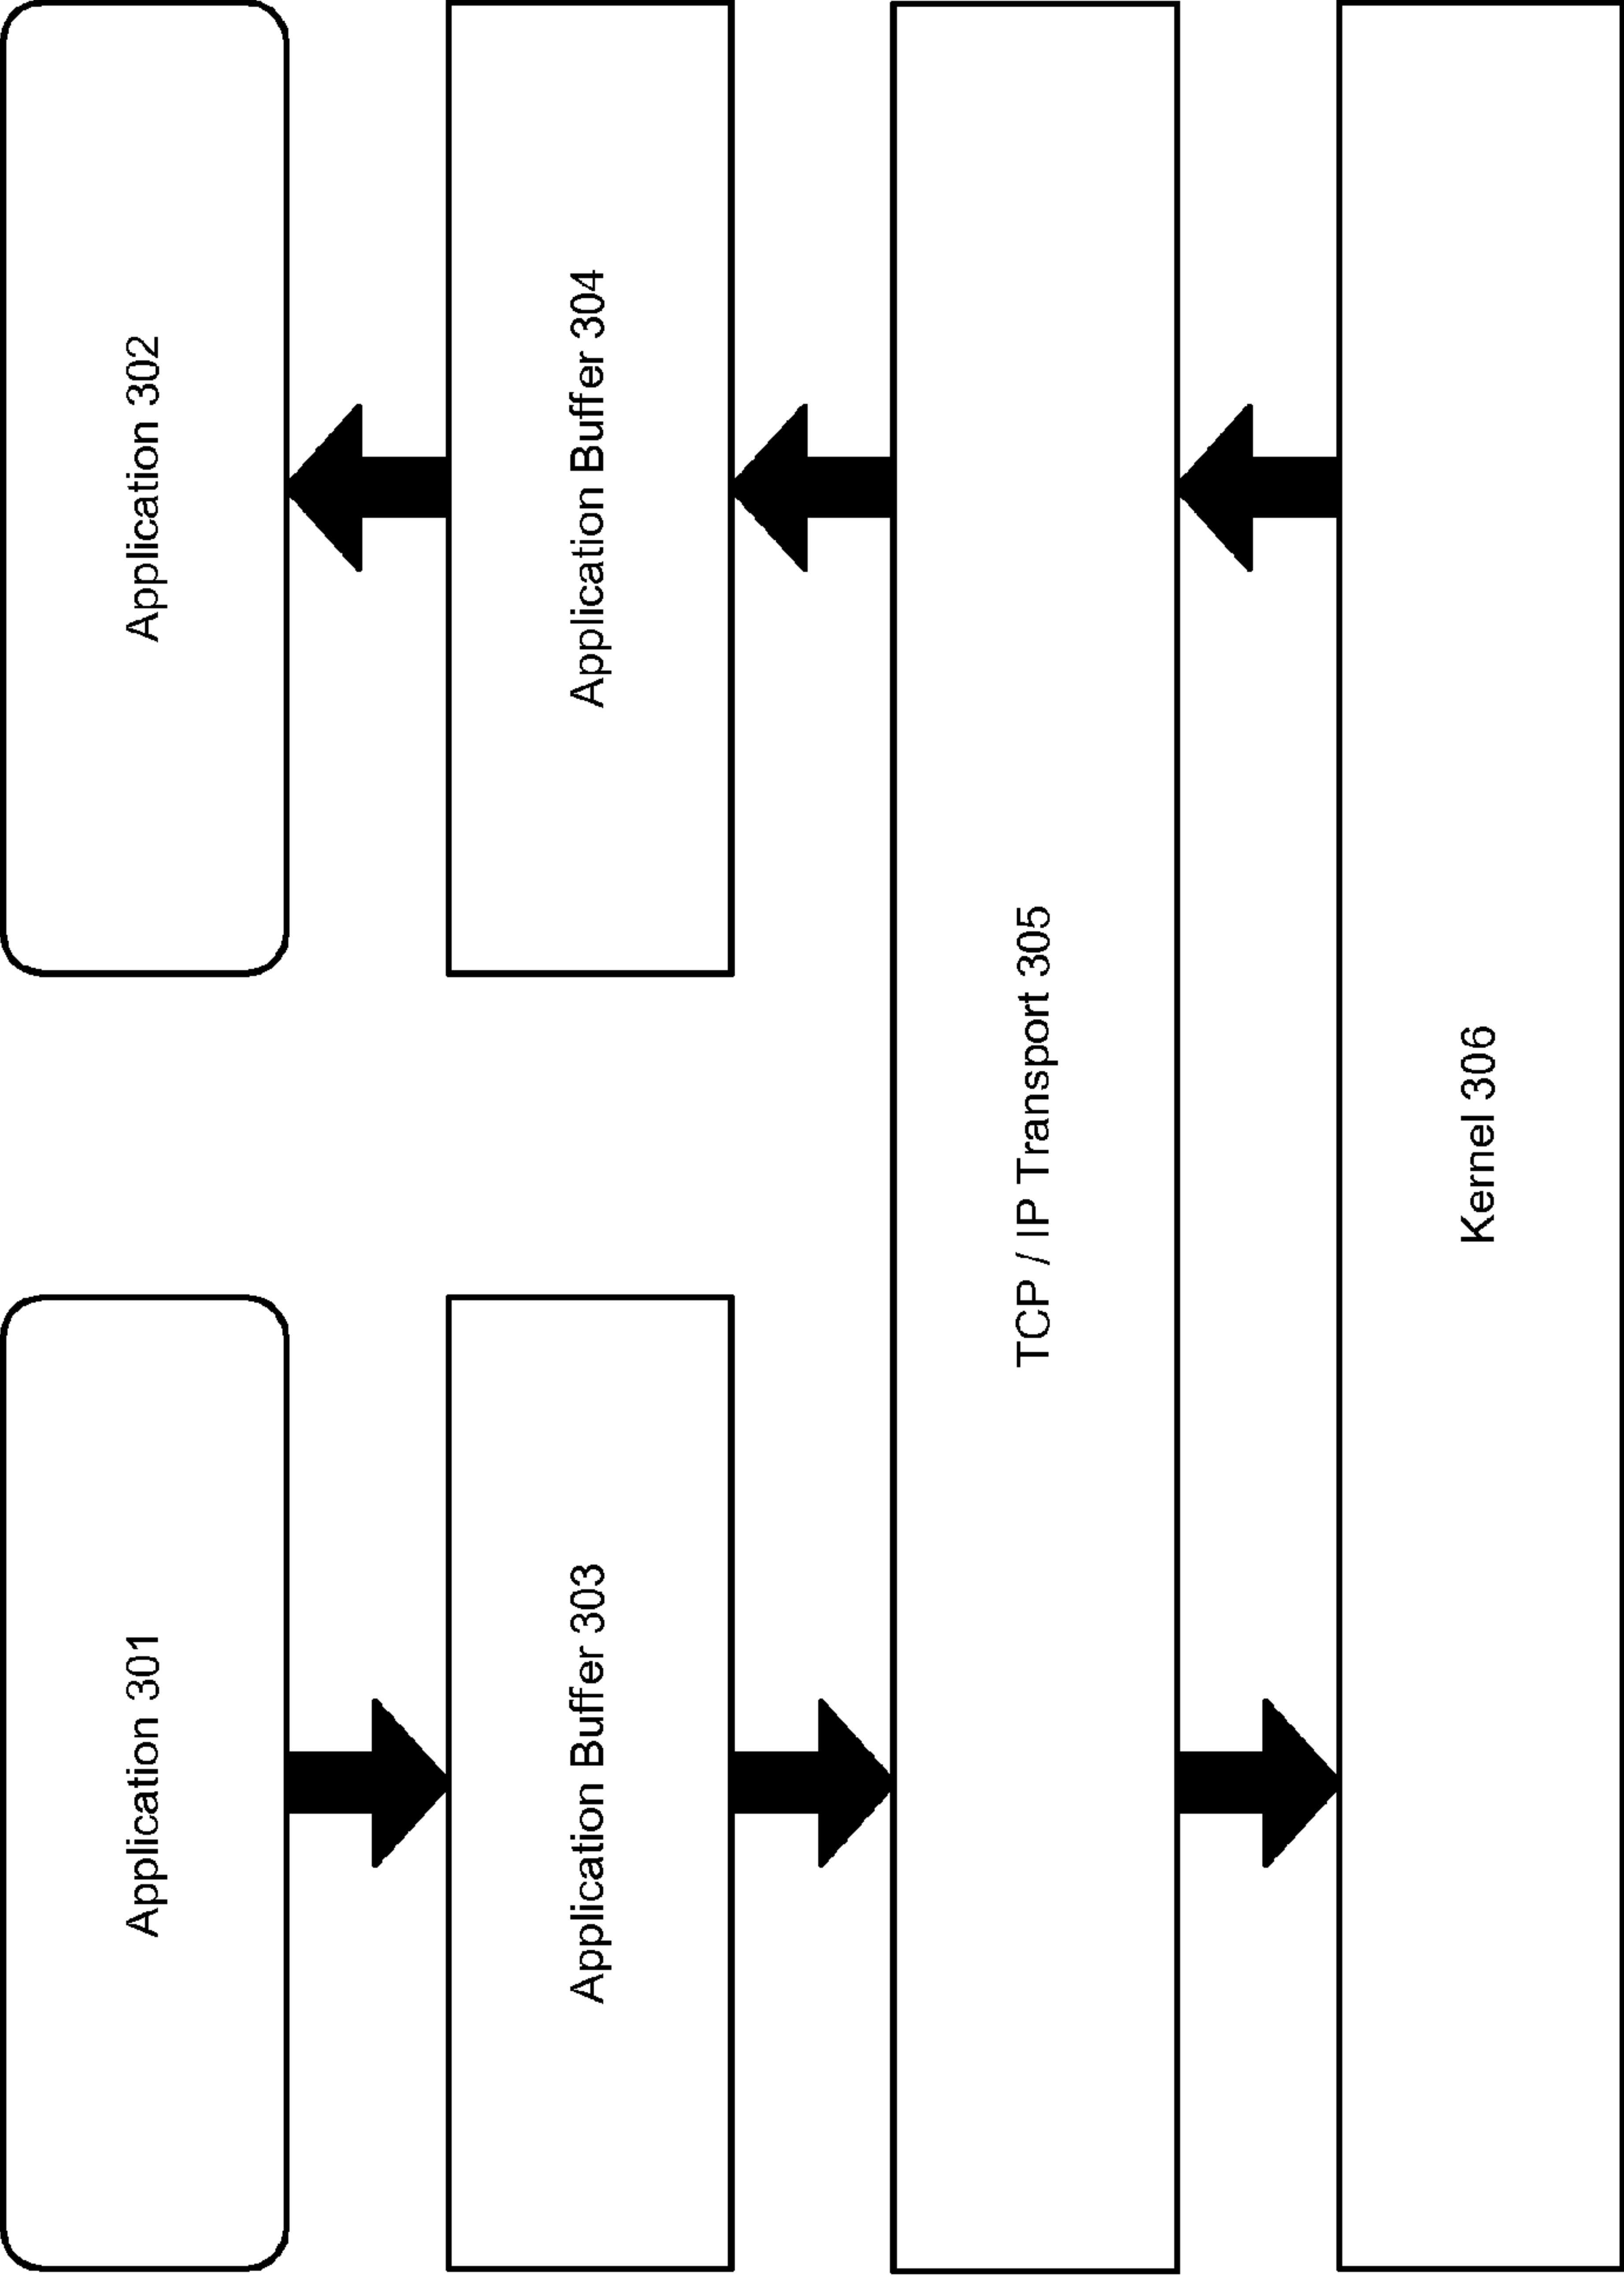 Application 301
Application 302
Application Buffer 303
Application Buffer 304
TCP / IP Transport 305
Kernel 306